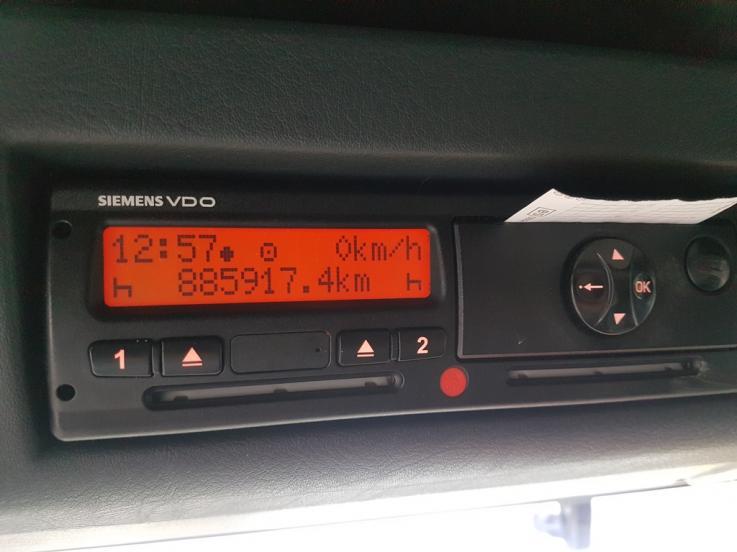 SIEMENS VDO
12:57 0km/h
885917.4km
1 2
OK